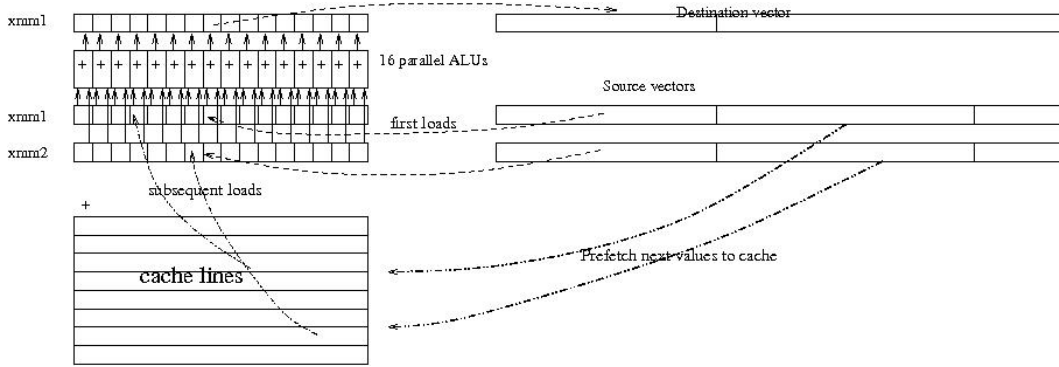 xmm1
Destination vector
+ + + + + + + + + + + + + +
16 parallel ALUs
Source vectors
xmm1
first loads
xmm2
subsequent loads
+
Prefetch next values to cache
cache lines